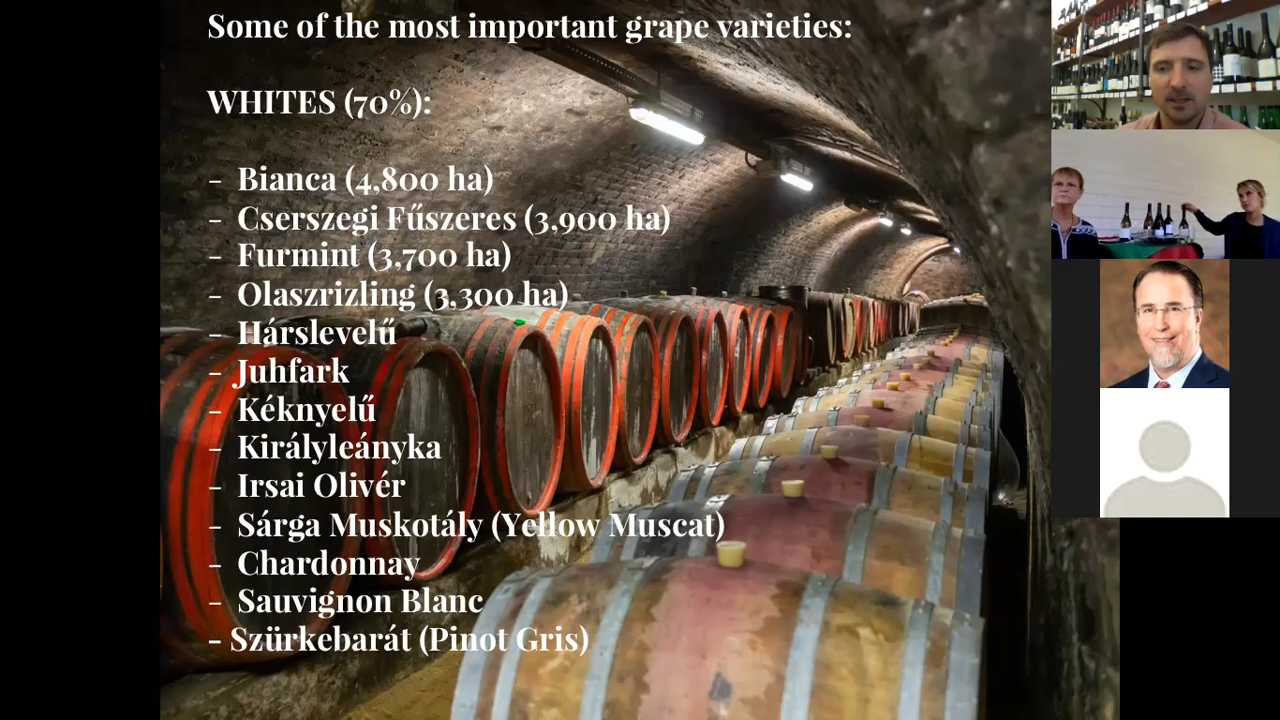 Some of the most important grape varieties:
WHITES (70%):
- Bianca (4,800 ha)
- Cserszegi Fűszeres (3,900 ha)
- Furmint (3,700 ha)
- Olaszrizling (3,300 ha)
- Hárslevelű
- Juhfark
- Kéknyelű
- Királyleányka
- Irsai Olivér
- Sárga Muskotály (Yellow Muscat)
- Chardonnay
- Sauvignon Blanc
- Szürkebarát (Pinot Gris)